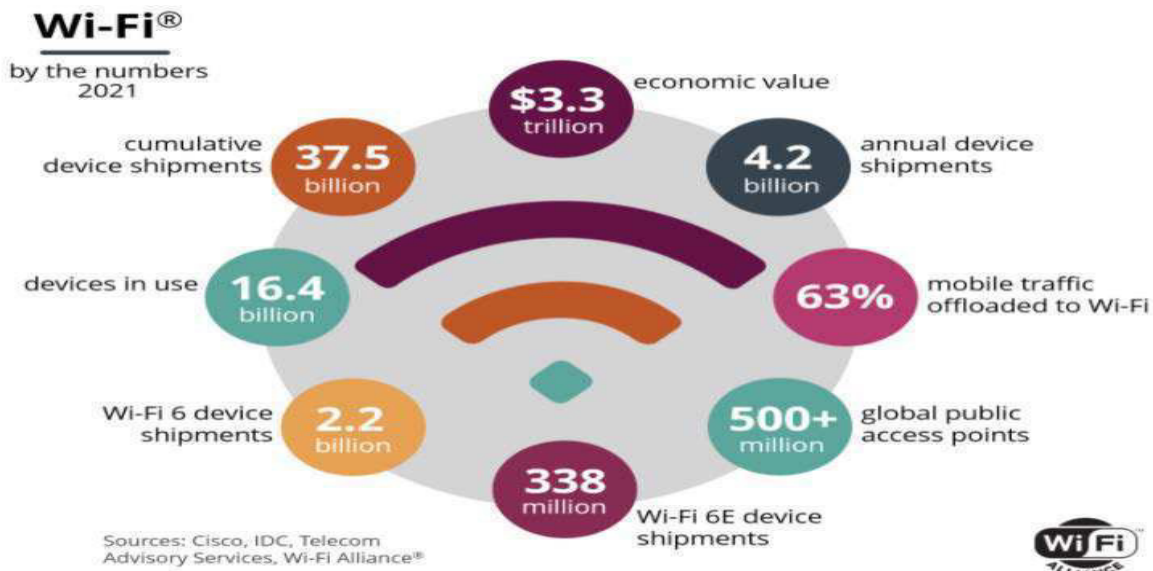 Wi-Fi®
by the numbers
2021
$3.3
trillion
economic value
cumulative
device shipments
37.5
billion
4.2
billion
annual device
shipments
devices in use
16.4
billion
63%
mobile traffic
offloaded to Wi-Fi
Wi-Fi 6 device
shipments
2.2
billion
500+
million
global public
access points
338
million
Wi-Fi 6E device
shipments
Sources: Cisco, IDC, Telecom
Advisory Services, Wi-Fi Alliance®
Wi Fi
ALLIANCE